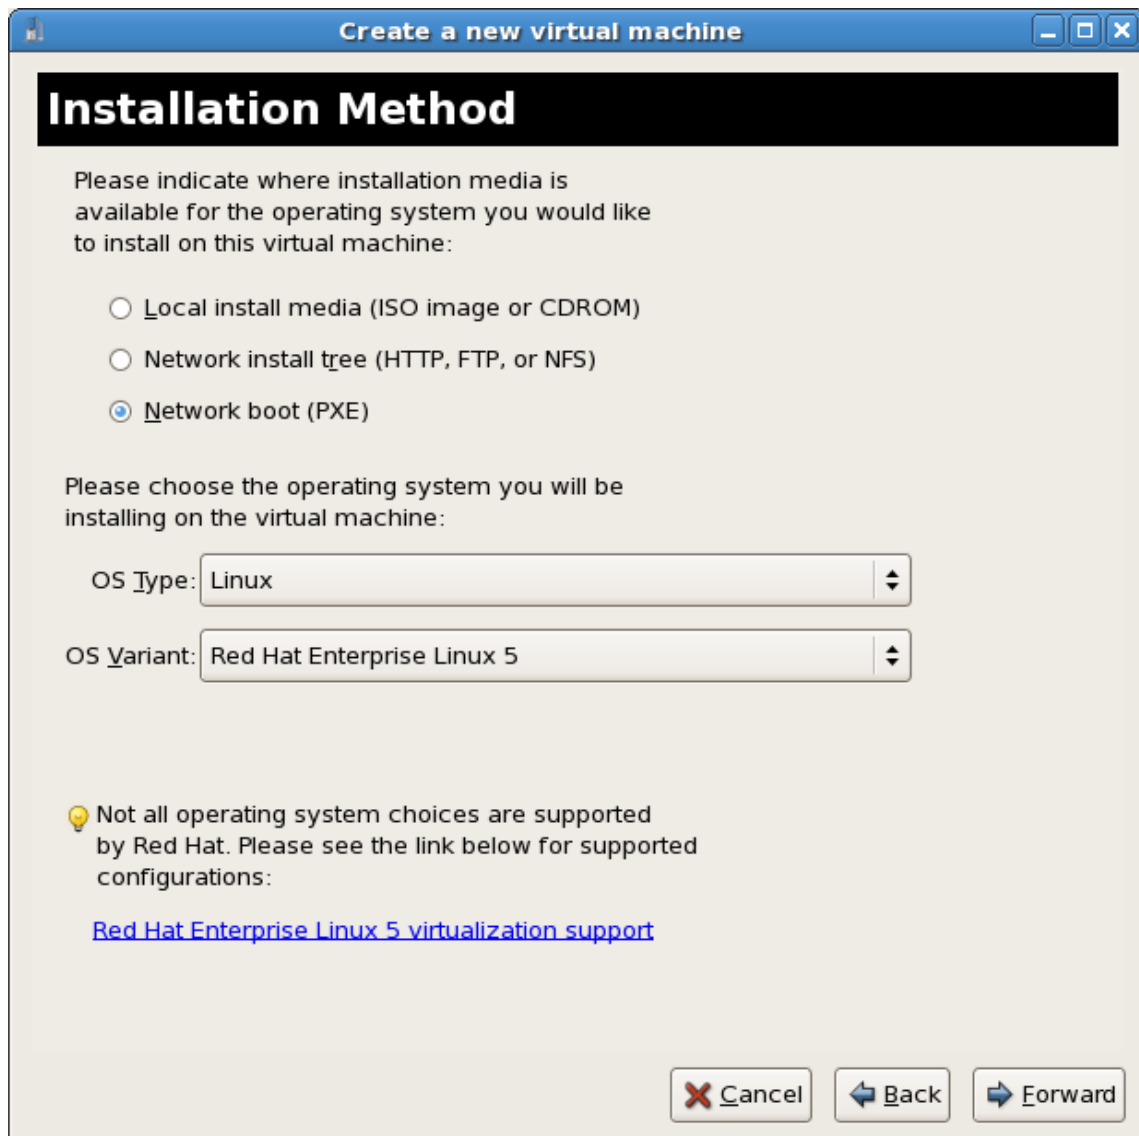 Create a new virtual machine
Installation Method
Please indicate where installation media is
available for the operating system you would like
to install on this virtual machine:
Local install media (ISO image or CDROM)
Network install tree (HTTP, FTP, or NFS)
Network boot (PXE)
Please choose the operating system you will be
installing on the virtual machine:
OS Type: Linux
OS Variant: Red Hat Enterprise Linux 5
Not all operating system choices are supported
by Red Hat. Please see the link below for supported
configurations:
Red Hat Enterprise Linux 5 virtualization support
Cancel Back Forward